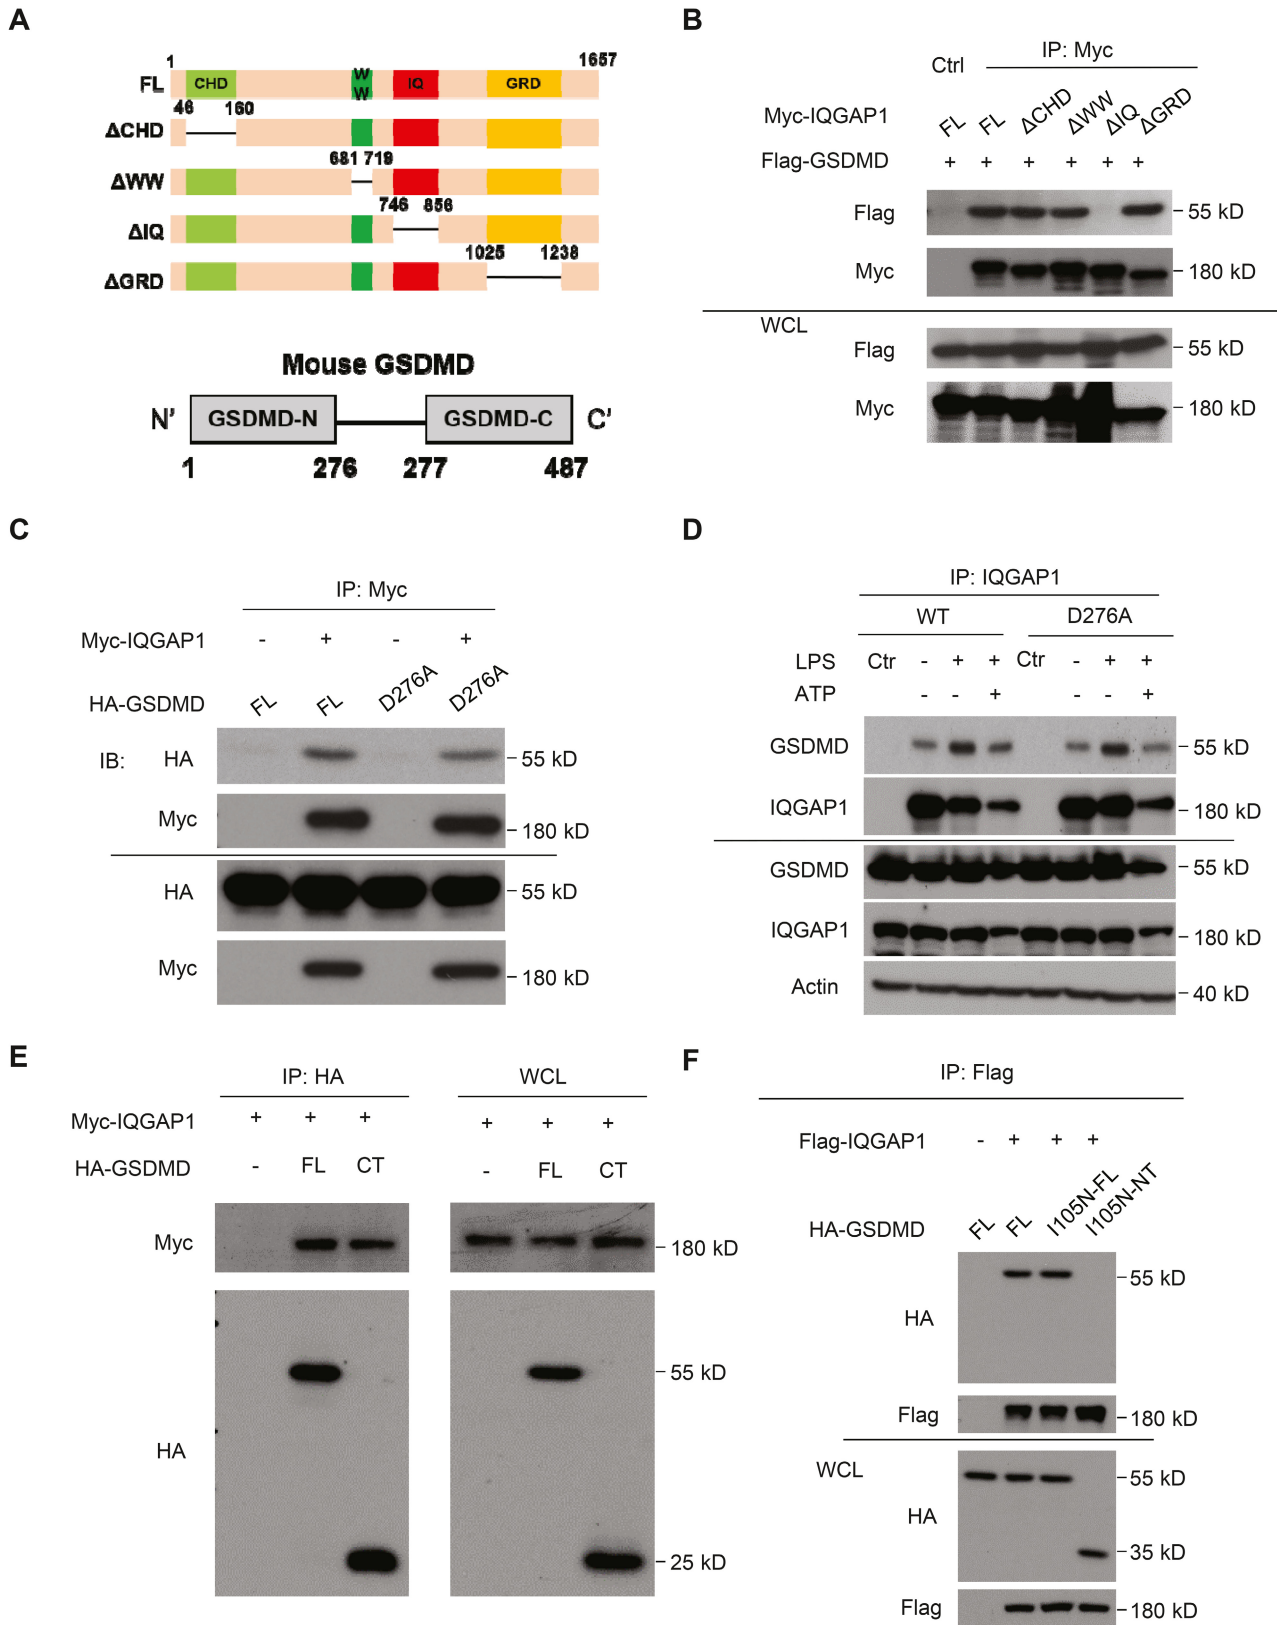 A
1 1657
FL CHD WW IQ GRD
46 160
ΔCHD
681 719
ΔWW
746 856
ΔIQ
1025 1238
ΔGRD
Mouse GSDMD
N' GSDMD-N GSDMD-C C'
1 276 277 487
B
IP: Myc
Ctrl
Myc-IQGAP1 FL FL ΔCHD ΔWW ΔIQ ΔGRD
Flag-GSDMD + + + + + +
Flag 55 kD
Myc 180 kD
WCL
Flag 55 kD
Myc 180 kD
C
IP: Myc
Myc-IQGAP1 - + - +
HA-GSDMD FL FL D276A D276A
IB: HA 55 kD
Myc 180 kD
HA 55 kD
Myc 180 kD
D
IP: IQGAP1
WT D276A
LPS Ctr - + + Ctr - + +
ATP - - + - - +
GSDMD 55 kD
IQGAP1 180 kD
GSDMD 55 kD
IQGAP1 180 kD
Actin 40 kD
E
IP: HA WCL
Myc-IQGAP1 + + + + + +
HA-GSDMD - FL CT - FL CT
Myc 180 kD
55 kD
HA
25 kD
F
IP: Flag
Flag-IQGAP1 - + + +
HA-GSDMD FL FL I105N-FL I105N-NT
55 kD
HA
Flag 180 kD
WCL 55 kD
HA
35 kD
Flag 180 kD